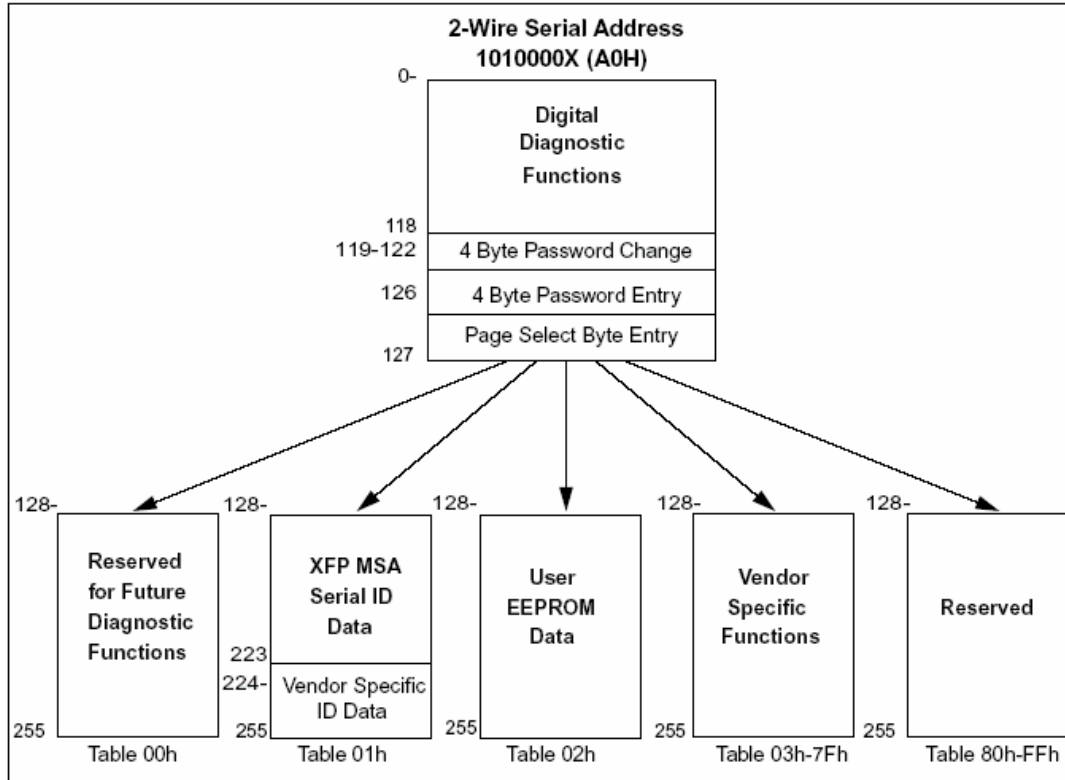 2-Wire Serial Address
1010000X (A0H)
0-
Digital
Diagnostic
Functions
118
119-122
4 Byte Password Change
126
4 Byte Password Entry
Page Select Byte Entry
127
128-
Reserved
for Future
Diagnostic
Functions
255
Table 00h
128-
XFP MSA
Serial ID
Data
223
224-
Vendor Specific
ID Data
255
Table 01h
128-
User
EEPROM
Data
255
Table 02h
128-
Vendor
Specific
Functions
255
Table 03h-7Fh
128-
Reserved
255
Table 80h-FFh